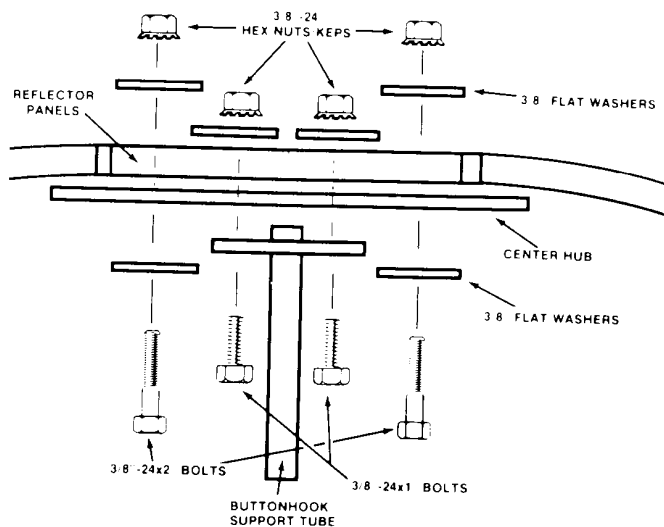 3 8 -24
HEX NUTS-KEPS
REFLECTOR
PANELS
3 8 FLAT WASHERS
CENTER HUB
3 8 FLAT WASHERS
3/8 -24x2 BOLTS
3/8 -24x1 BOLTS
BUTTONHOOK
SUPPORT TUBE